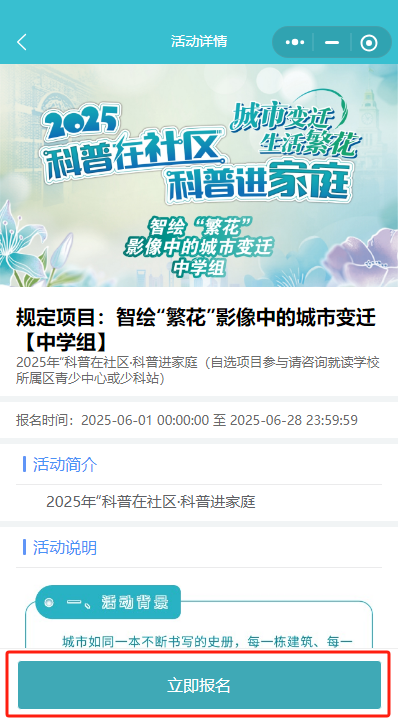 活动详情
2025
城市变迁
生活繁花
科普在社区
科普进家庭
智绘“繁花”
影像中的城市变迁
中学组
规定项目：智绘“繁花”影像中的城市变迁
【中学组】
2025年“科普在社区·科普进家庭（自选项目参与请咨询就读学校
所属区青少中心或少科站）
报名时间：2025-06-01 00:00:00 至 2025-06-28 23:59:59
活动简介
2025年“科普在社区·科普进家庭
活动说明
一、活动背景
城市如同一本不断书写的史册，每一栋建筑、每一
立即报名